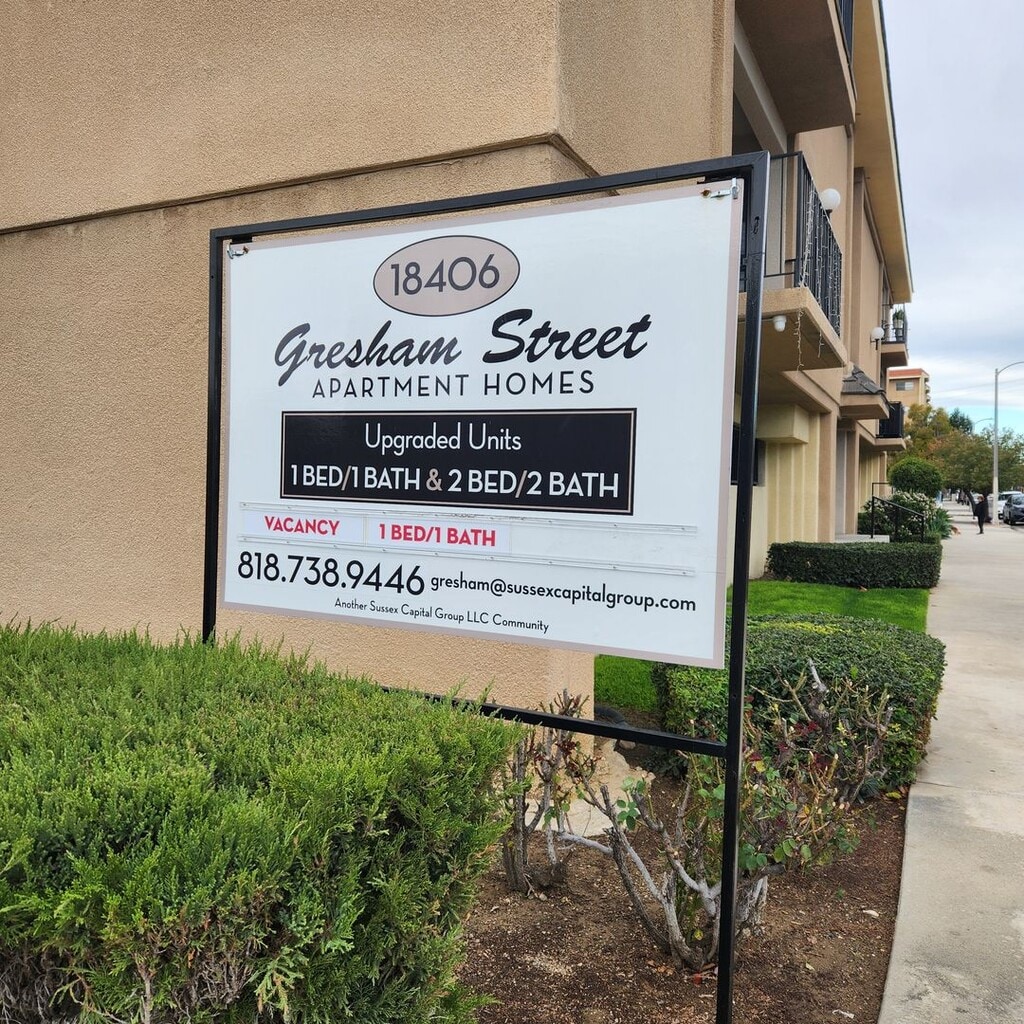 18406
Gresham Street
APARTMENT HOMES
Upgraded Units
1 BED/1 BATH & 2 BED/2 BATH
VACANCY 1 BED/1 BATH
818.738.9446 gresham@sussexcapitalgroup.com
Another Sussex Capital Group LLC Community